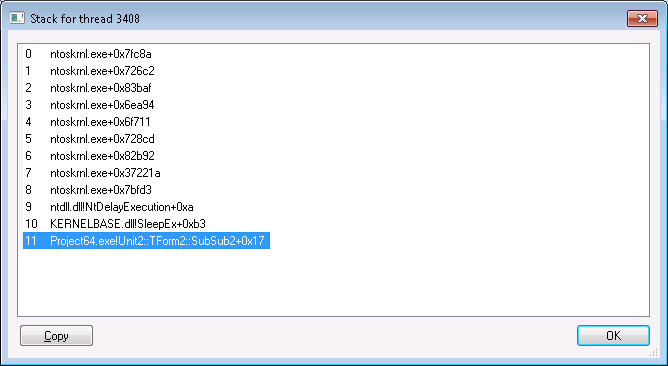 Stack for thread 3408
0 ntoskrnl.exe+0x7fc8a
1 ntoskrnl.exe+0x726c2
2 ntoskrnl.exe+0x83baf
3 ntoskrnl.exe+0x6ea94
4 ntoskrnl.exe+0x6f711
5 ntoskrnl.exe+0x728cd
6 ntoskrnl.exe+0x82b92
7 ntoskrnl.exe+0x37221a
8 ntoskrnl.exe+0x7bfd3
9 ntdll.dll!NtDelayExecution+0xa
10 KERNELBASE.dll!SleepEx+0xb3
11 Project64.exe!Unit2::TForm2::SubSub2+0x17
Copy OK